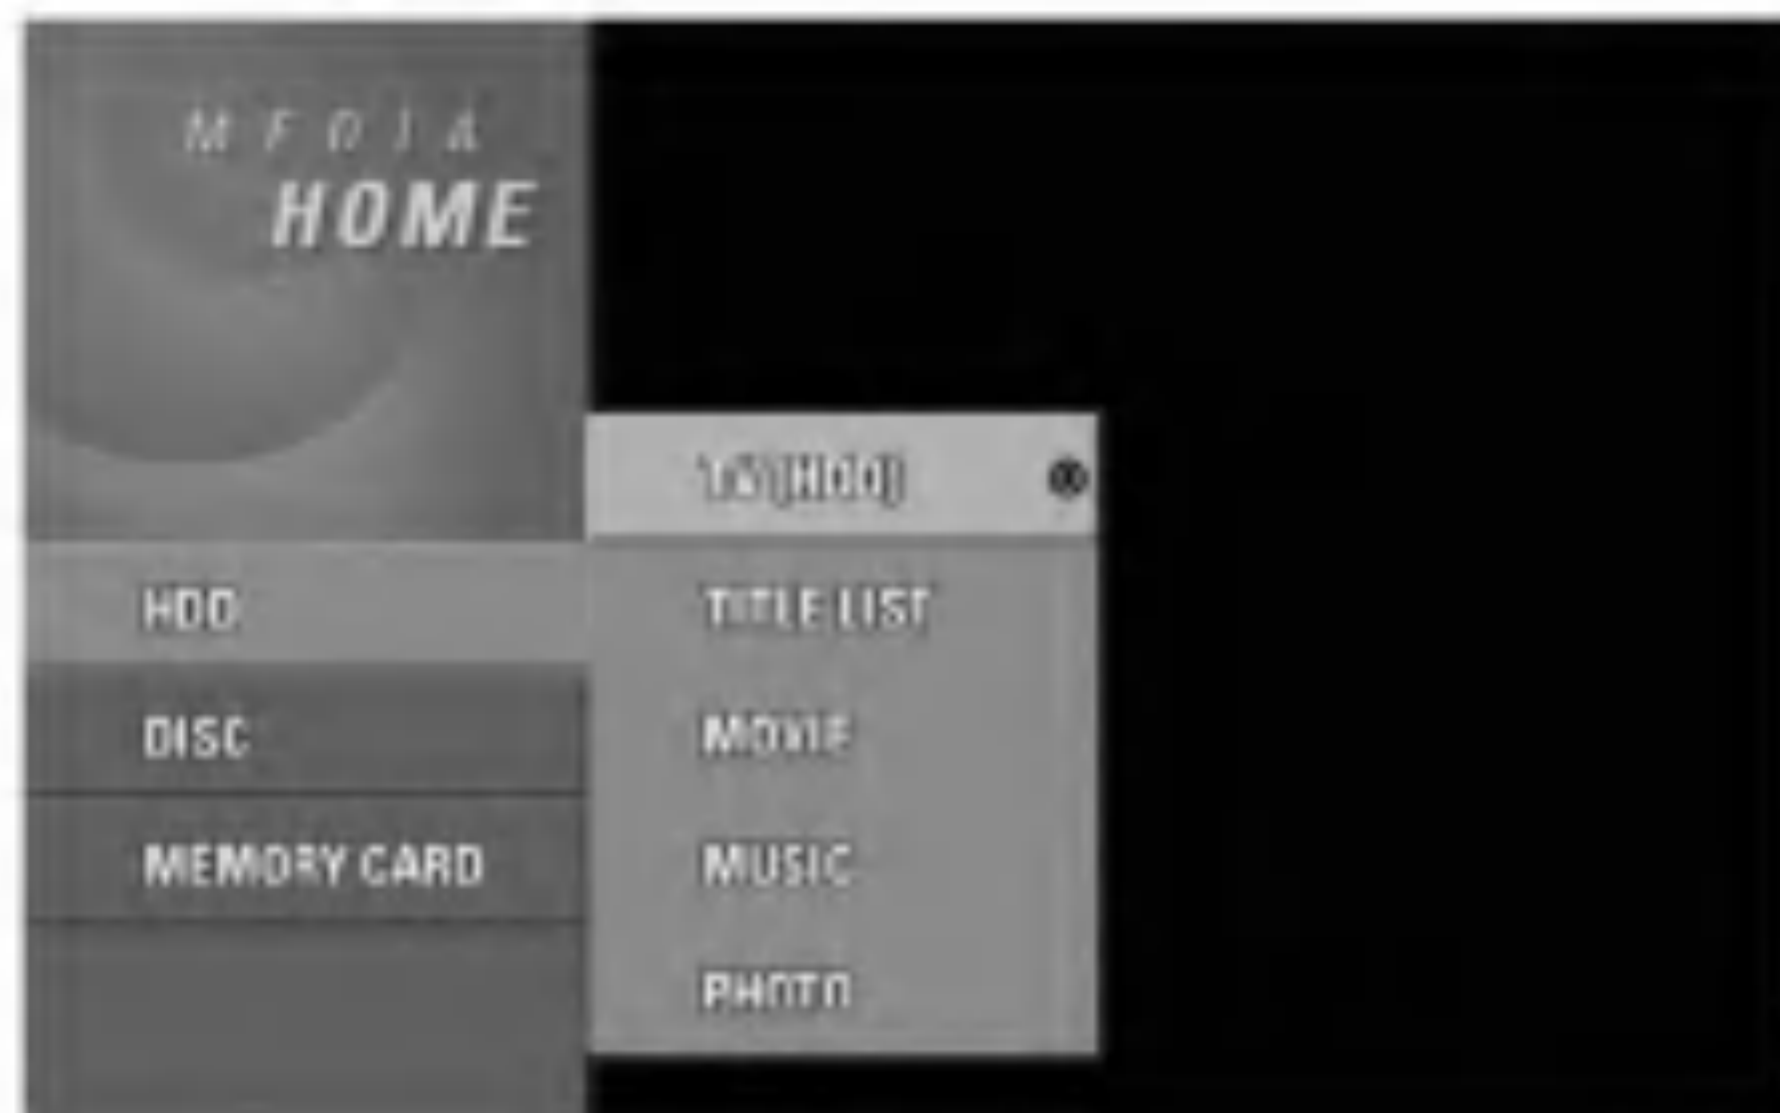 MEDIA
HOME
HDD
DISC
MEMORY CARD
TV (HDD)
TITLE LIST
MOVIE
MUSIC
PHOTO